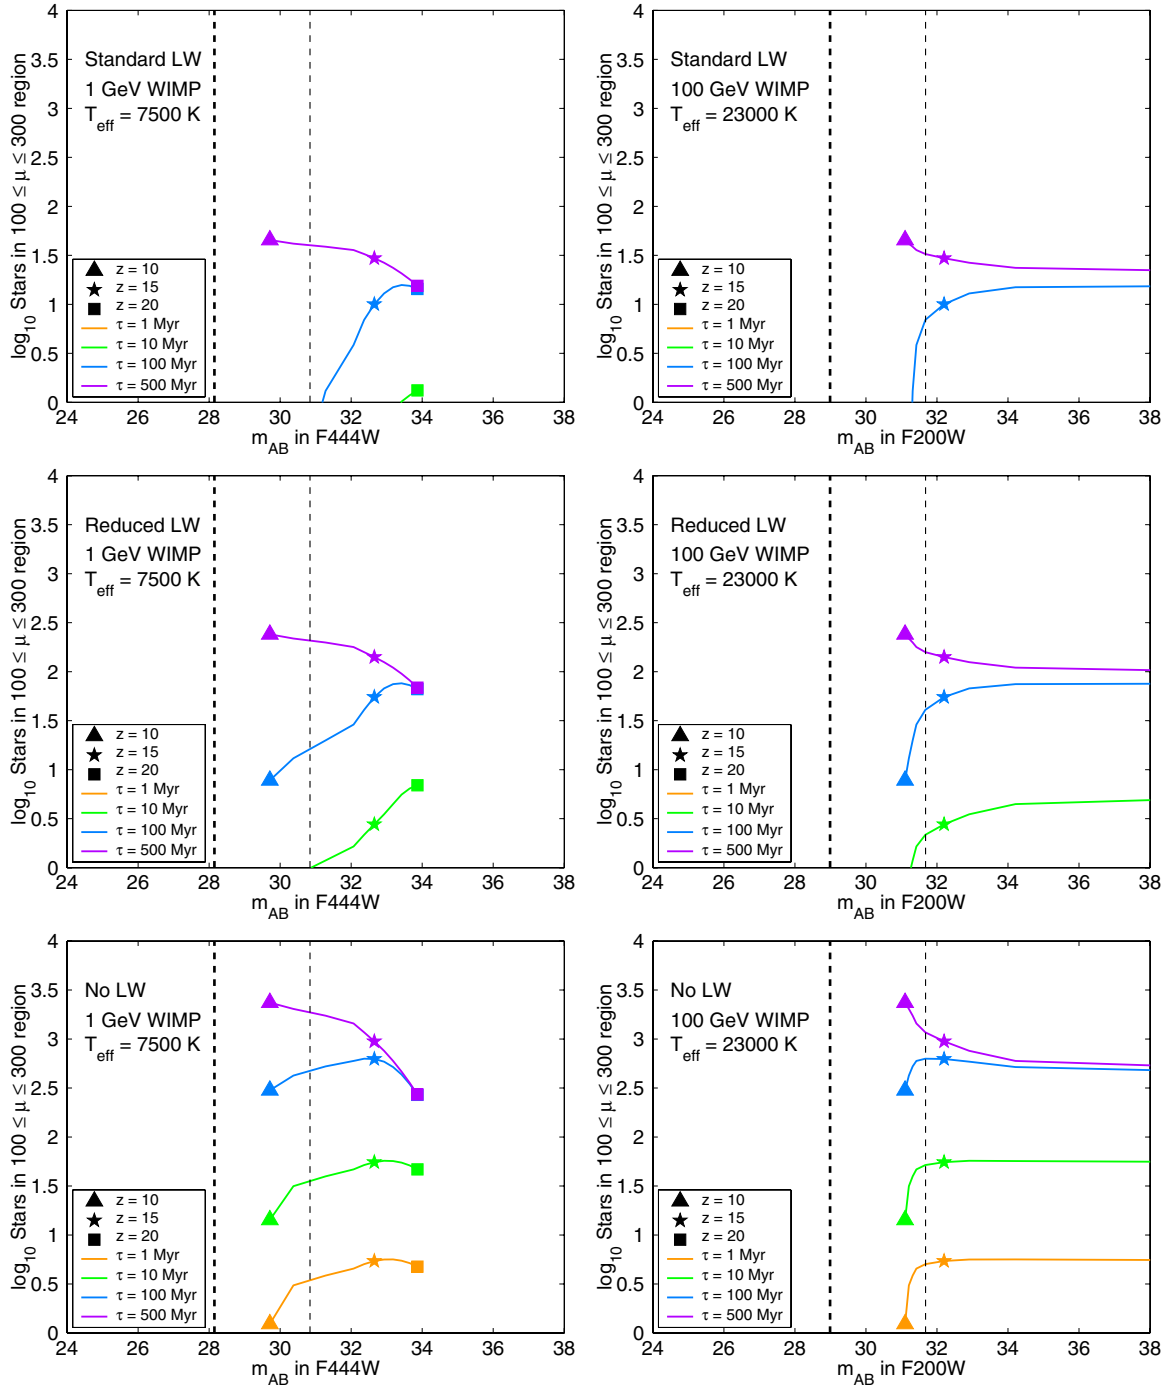 log10 Stars in 100 ≤ μ ≤ 300 region
4
3.5
3
2.5
2
1.5
1
0.5
0
Standard LW
1 GeV WIMP
Teff = 7500 K
z = 10
z = 15
z = 20
τ = 1 Myr
τ = 10 Myr
τ = 100 Myr
τ = 500 Myr
24 26 28 30 32 34 36 38
mAB in F444W
log10 Stars in 100 ≤ μ ≤ 300 region
4
3.5
3
2.5
2
1.5
1
0.5
0
Standard LW
100 GeV WIMP
Teff = 23000 K
z = 10
z = 15
z = 20
τ = 1 Myr
τ = 10 Myr
τ = 100 Myr
τ = 500 Myr
24 26 28 30 32 34 36 38
mAB in F200W
log10 Stars in 100 ≤ μ ≤ 300 region
4
3.5
3
2.5
2
1.5
1
0.5
0
Reduced LW
1 GeV WIMP
Teff = 7500 K
z = 10
z = 15
z = 20
τ = 1 Myr
τ = 10 Myr
τ = 100 Myr
τ = 500 Myr
24 26 28 30 32 34 36 38
mAB in F444W
log10 Stars in 100 ≤ μ ≤ 300 region
4
3.5
3
2.5
2
1.5
1
0.5
0
Reduced LW
100 GeV WIMP
Teff = 23000 K
z = 10
z = 15
z = 20
τ = 1 Myr
τ = 10 Myr
τ = 100 Myr
τ = 500 Myr
24 26 28 30 32 34 36 38
mAB in F200W
log10 Stars in 100 ≤ μ ≤ 300 region
4
3.5
3
2.5
2
1.5
1
0.5
0
No LW
1 GeV WIMP
Teff = 7500 K
z = 10
z = 15
z = 20
τ = 1 Myr
τ = 10 Myr
τ = 100 Myr
τ = 500 Myr
24 26 28 30 32 34 36 38
mAB in F444W
log10 Stars in 100 ≤ μ ≤ 300 region
4
3.5
3
2.5
2
1.5
1
0.5
0
No LW
100 GeV WIMP
Teff = 23000 K
z = 10
z = 15
z = 20
τ = 1 Myr
τ = 10 Myr
τ = 100 Myr
τ = 500 Myr
24 26 28 30 32 34 36 38
mAB in F200W